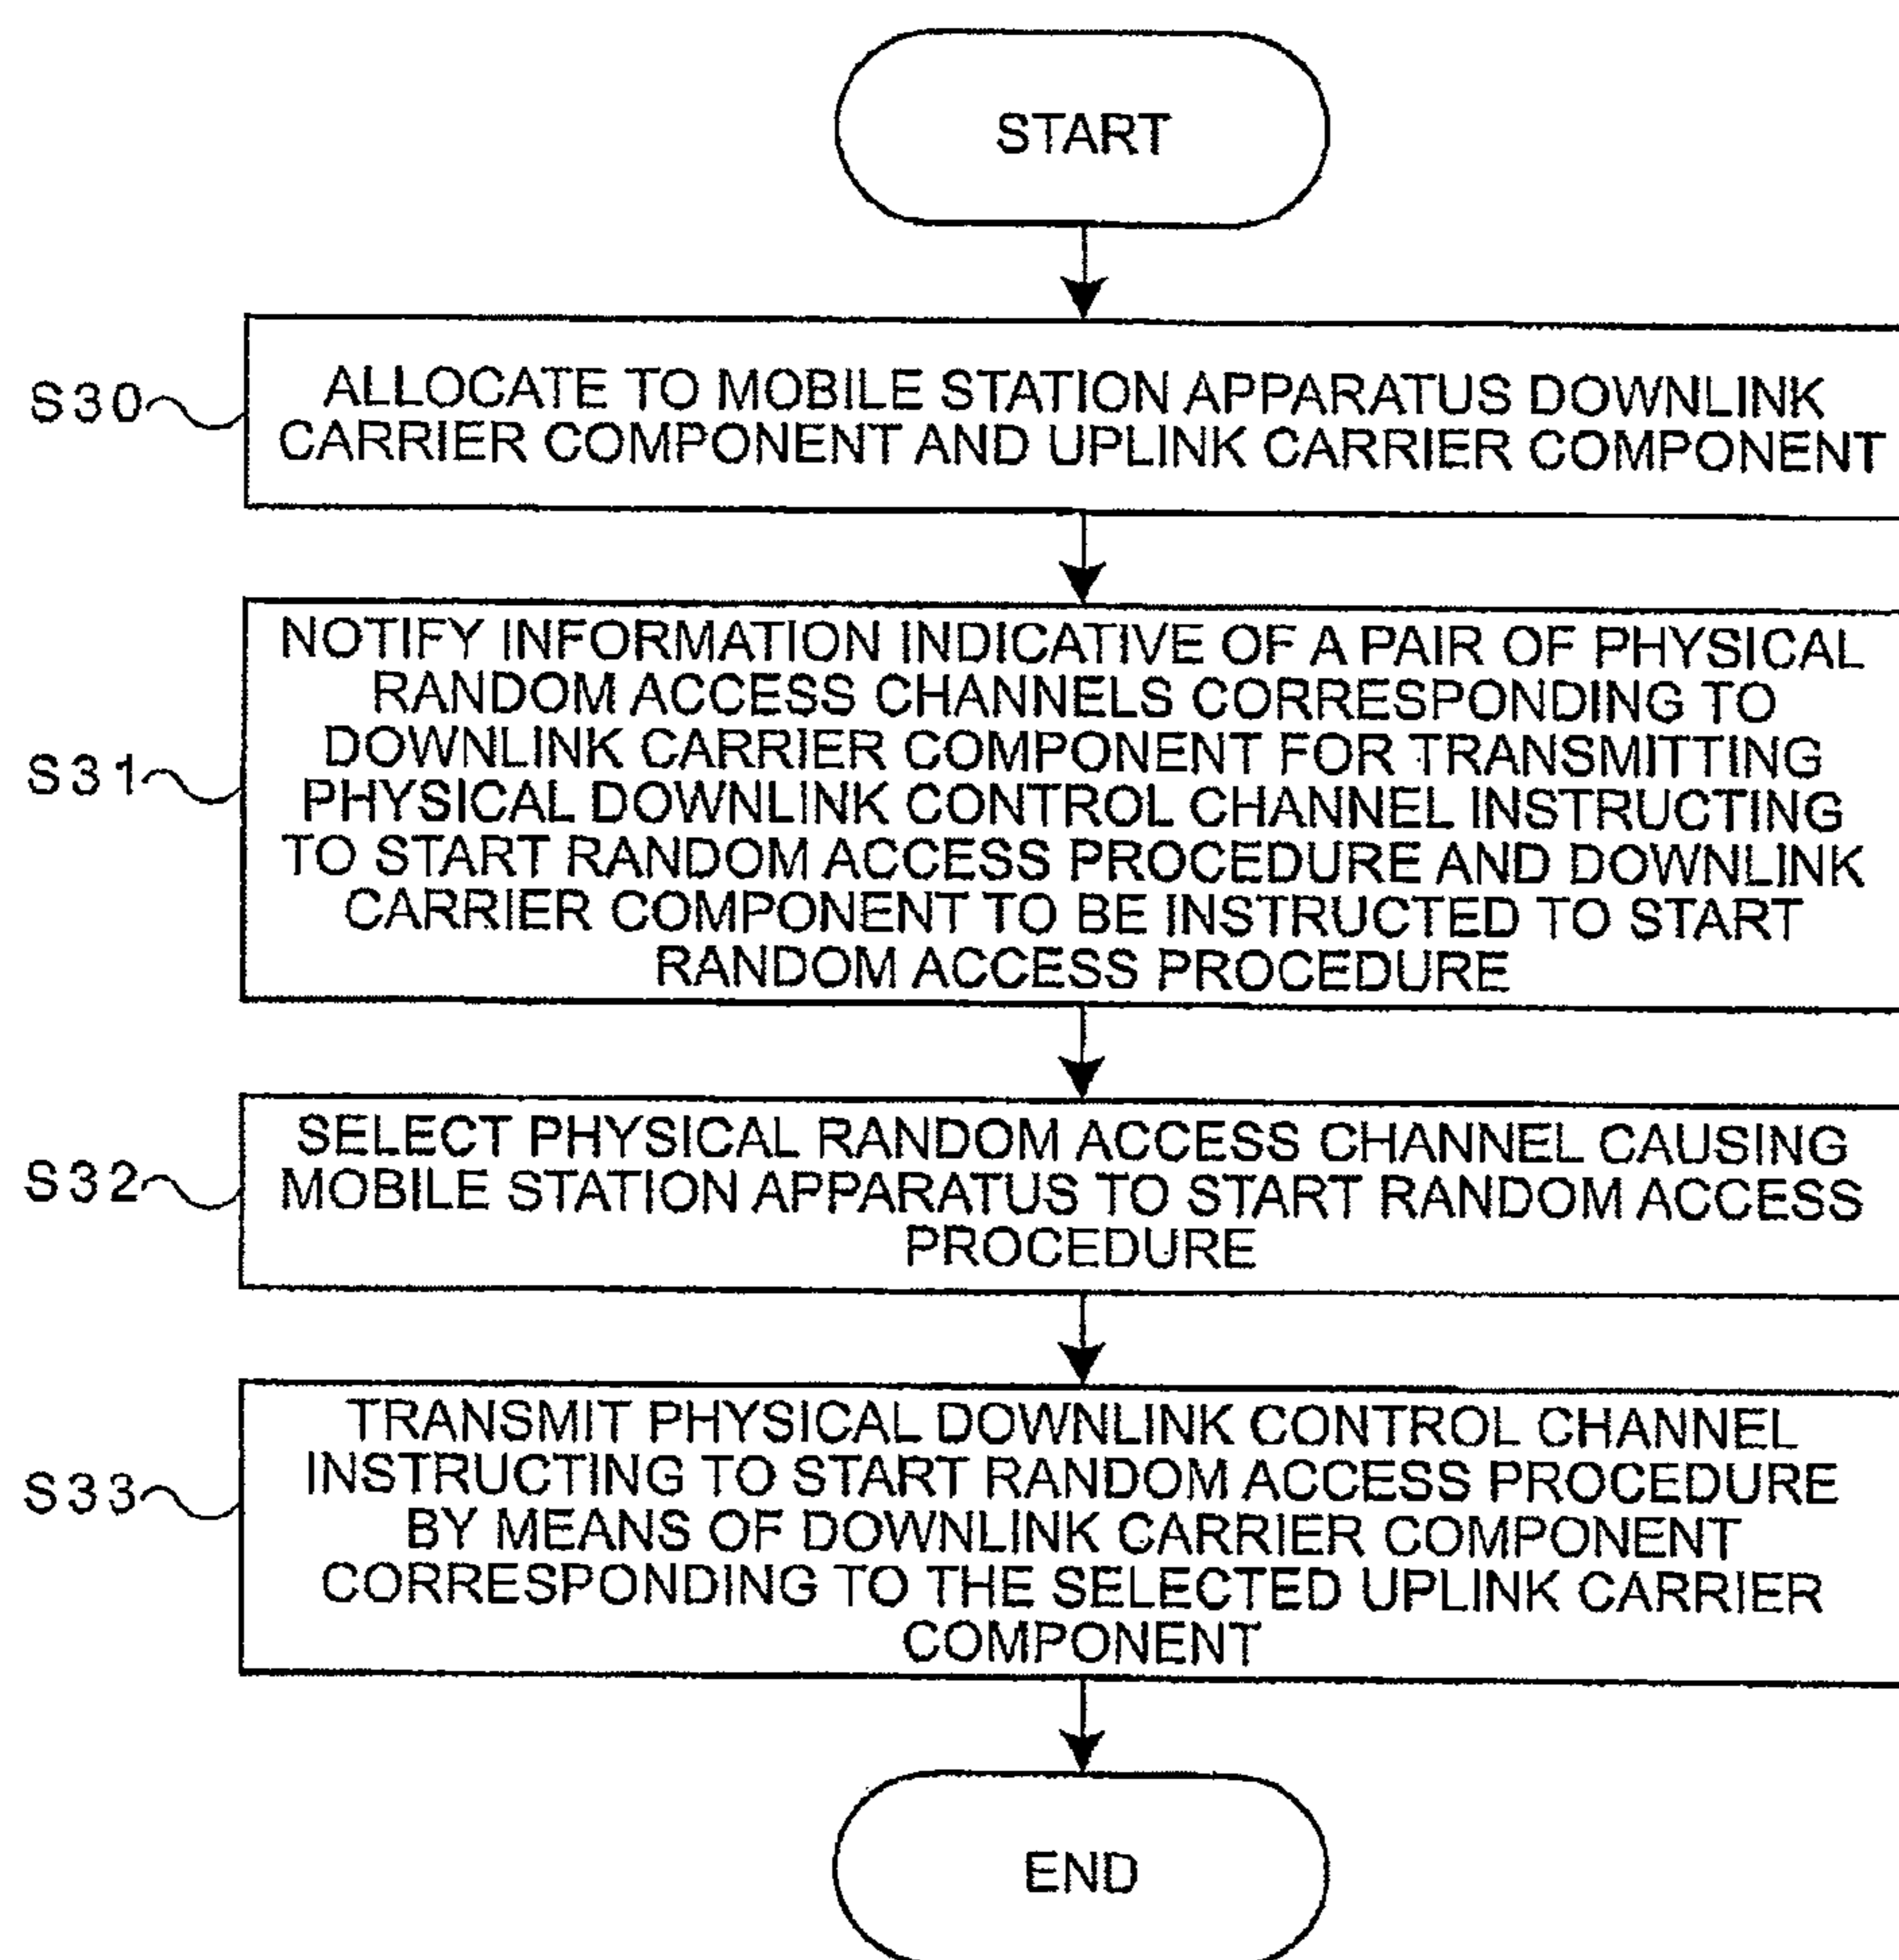 START
S30
ALLOCATE TO MOBILE STATION APPARATUS DOWNLINK
CARRIER COMPONENT AND UPLINK CARRIER COMPONENT
S31
NOTIFY INFORMATION INDICATIVE OF A PAIR OF PHYSICAL
RANDOM ACCESS CHANNELS CORRESPONDING TO
DOWNLINK CARRIER COMPONENT FOR TRANSMITTING
PHYSICAL DOWNLINK CONTROL CHANNEL INSTRUCTING
TO START RANDOM ACCESS PROCEDURE AND DOWNLINK
CARRIER COMPONENT TO BE INSTRUCTED TO START
RANDOM ACCESS PROCEDURE
S32
SELECT PHYSICAL RANDOM ACCESS CHANNEL CAUSING
MOBILE STATION APPARATUS TO START RANDOM ACCESS
PROCEDURE
S33
TRANSMIT PHYSICAL DOWNLINK CONTROL CHANNEL
INSTRUCTING TO START RANDOM ACCESS PROCEDURE
BY MEANS OF DOWNLINK CARRIER COMPONENT
CORRESPONDING TO THE SELECTED UPLINK CARRIER
COMPONENT
END